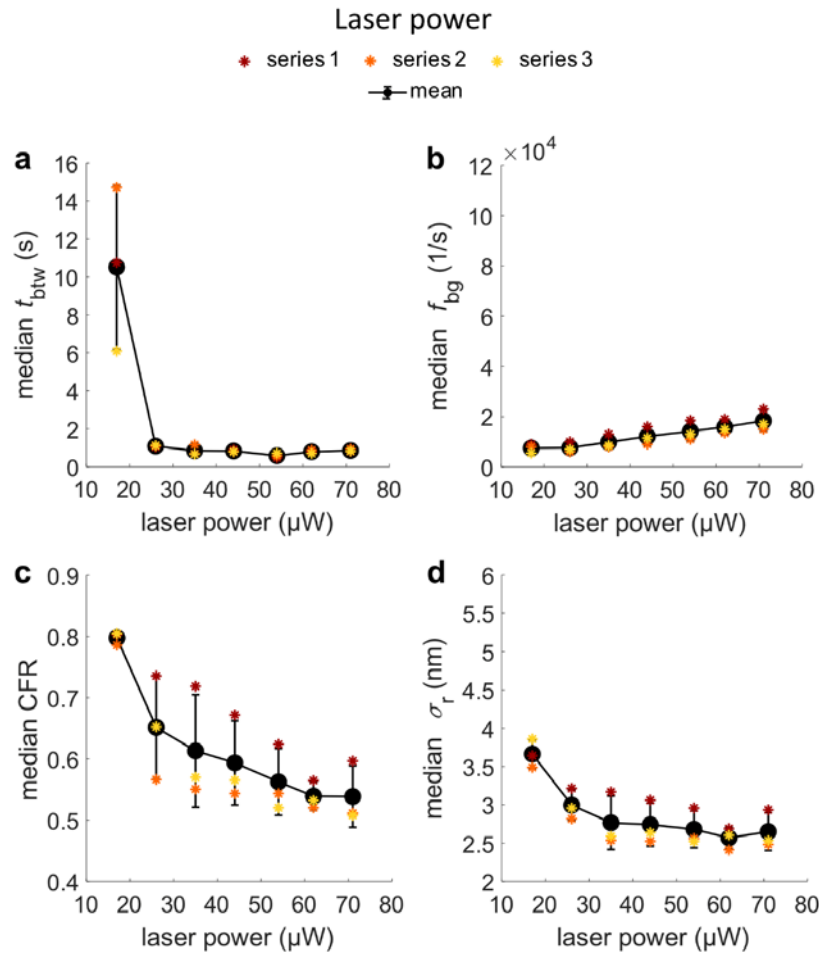 Laser power
series 1 series 2 series 3
mean
a
median t_btw (s)
16
14
12
10
8
6
4
2
0
10 20 30 40 50 60 70 80
laser power (µW)
b
×10^4
median f_bg (1/s)
12
10
8
6
4
2
0
10 20 30 40 50 60 70 80
laser power (µW)
c
median CFR
0.9
0.8
0.7
0.6
0.5
0.4
10 20 30 40 50 60 70 80
laser power (µW)
d
median σ_r (nm)
6
5.5
5
4.5
4
3.5
3
2.5
2
10 20 30 40 50 60 70 80
laser power (µW)